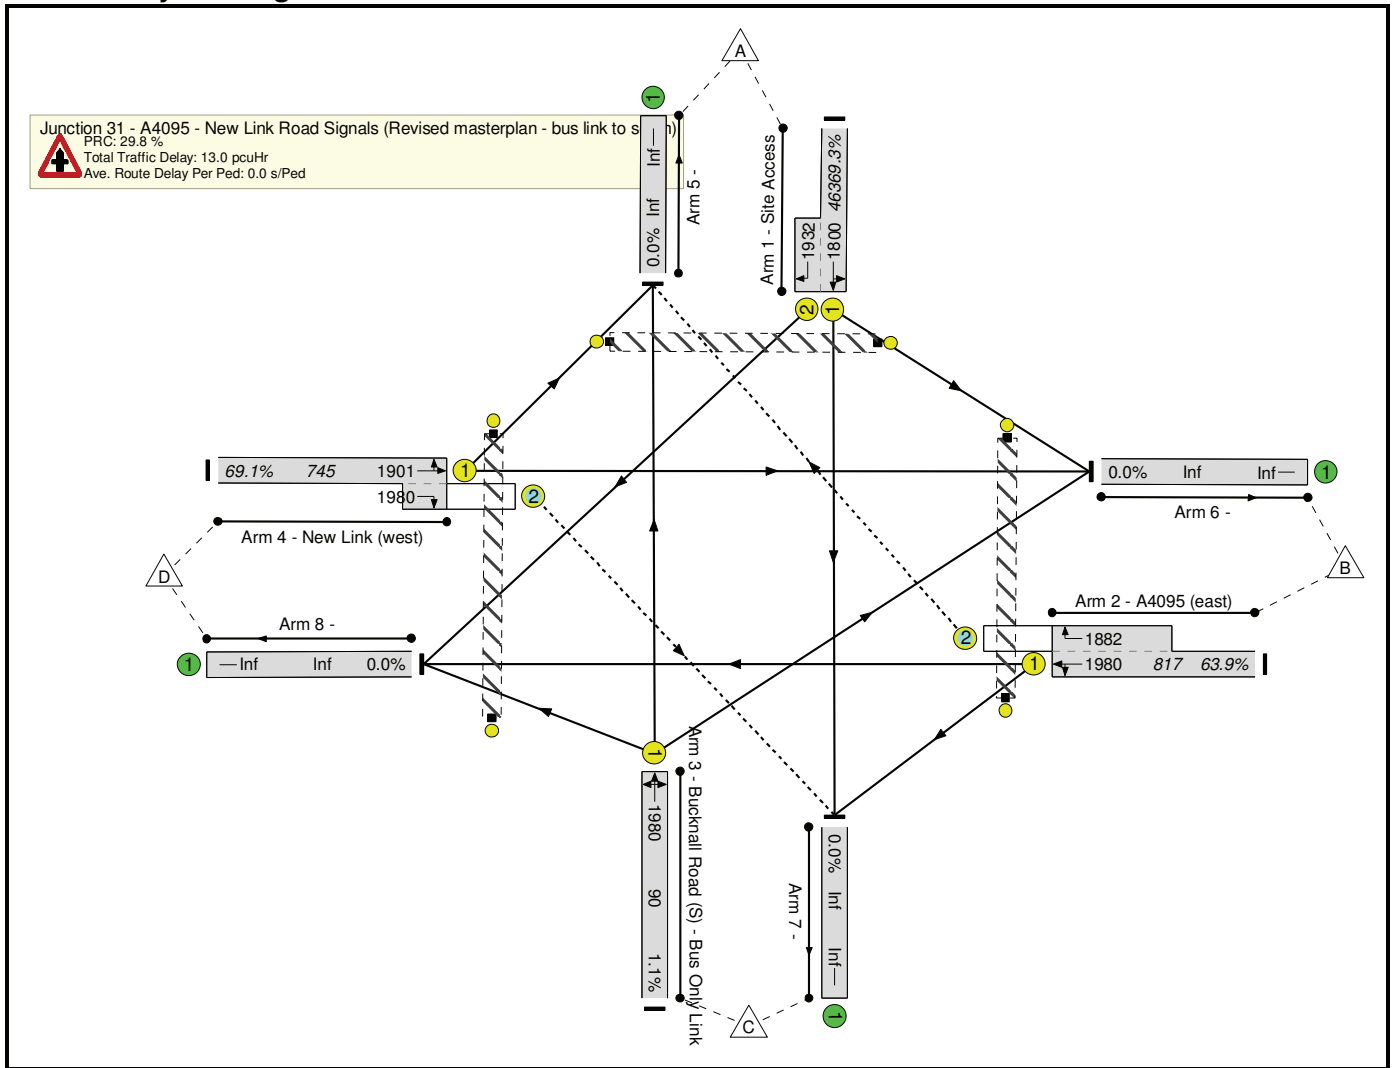 A
Junction 31 - A4095 - New Link Road Signals (Revised masterplan - bus link to s
n)
PRC: 29.8 %
Total Traffic Delay: 13.0 pcuHr
Ave. Route Delay Per Ped: 0.0 s/Ped
1
0.0% Inf Inf
Arm 5 -
Arm 1 - Site Access
1932
1800 46369.3%
2
1
69.1% 745 1901
1980
1
2
Arm 4 - New Link (west)
D
Arm 8 -
1
Inf Inf 0.0%
0.0% Inf Inf
1
Arm 6 -
B
Arm 2 - A4095 (east)
2
1882
1
1980 817 63.9%
1
1980 90 1.1%
Arm 3 - Bucknall Road (S) - Bus Only Link
Arm 7 -
0.0% Inf Inf
1
C